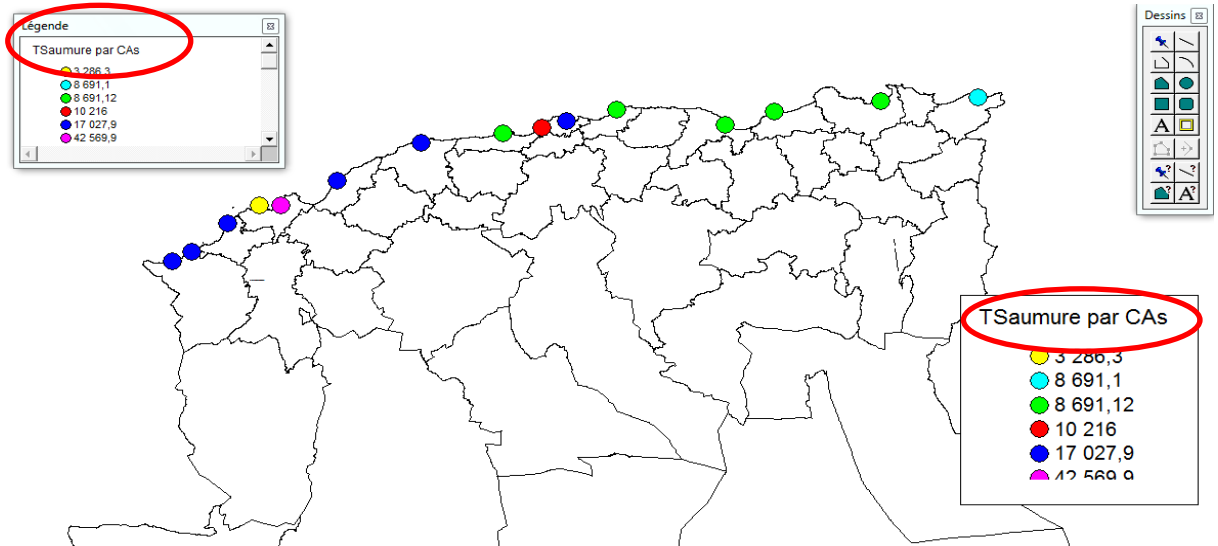 Légende
TSaumure par CAs
3 286,3
8 691,1
8 691,12
10 216
17 027,9
42 569,9
Dessins
A
? ?
? A?
TSaumure par CAs
3 286,3
8 691,1
8 691,12
10 216
17 027,9
42 569,9